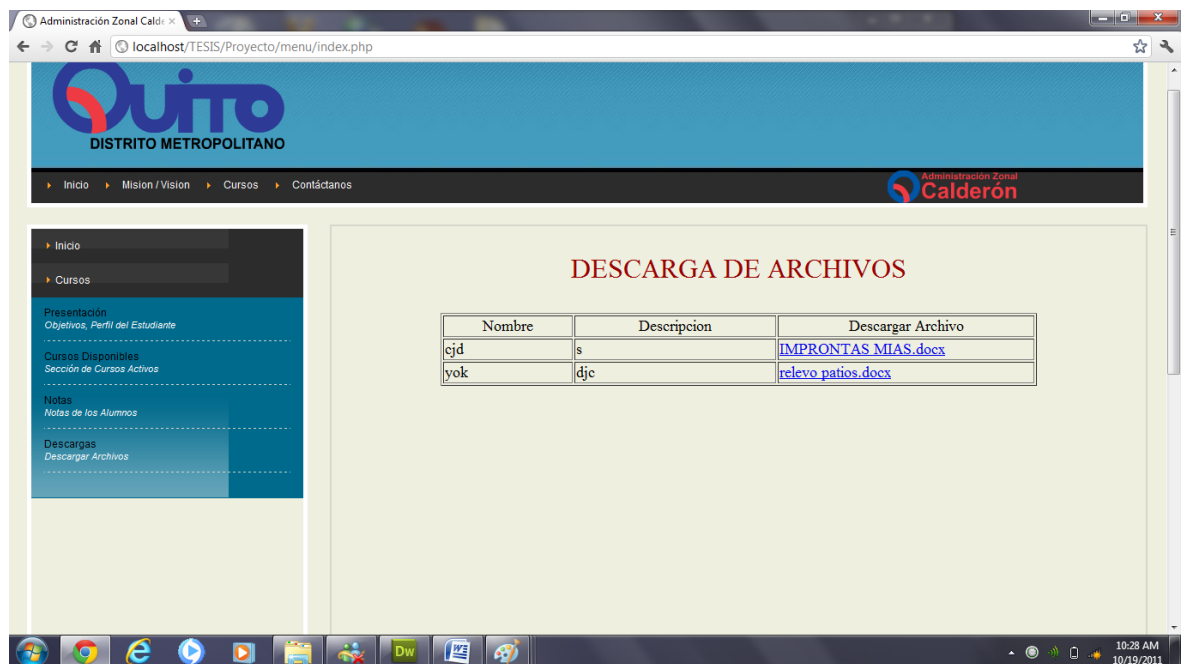 Administración Zonal Calde
localhost/TESIS/Proyecto/menu/index.php
QUITO
DISTRITO METROPOLITANO
Inicio Mision / Vision Cursos Contáctanos
Administración Zonal
Calderón
Inicio
Cursos
Presentación
Objetivos, Perfil del Estudiante
Cursos Disponibles
Sección de Cursos Activos
Notas
Notas de los Alumnos
Descargas
Descargar Archivos
DESCARGA DE ARCHIVOS
Nombre Descripcion Descargar Archivo
cjd s IMPRONTAS MIAS.docx
yok djc relevo patios.docx
Dw
10:28 AM
10/19/2011